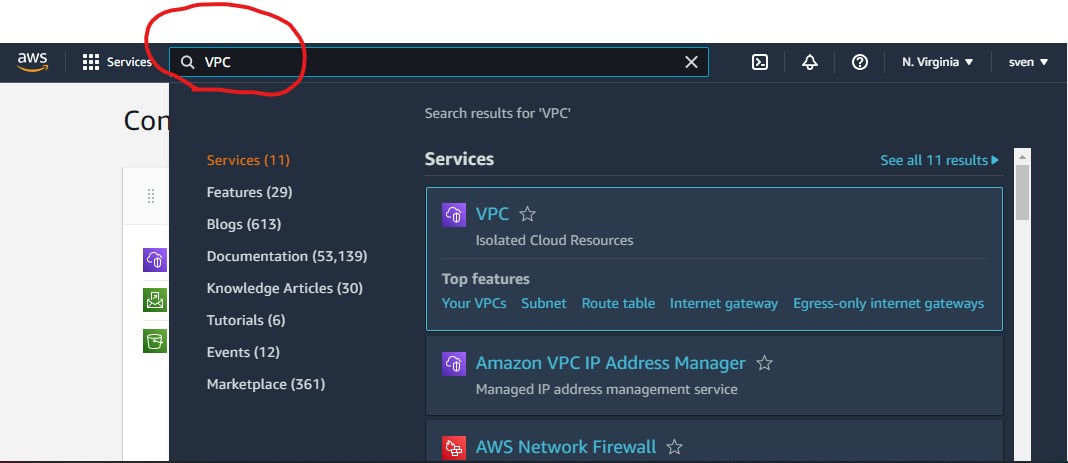 aws
Services
VPC
N. Virginia
sven
Con
Search results for 'VPC'
Services (11)
Features (29)
Blogs (613)
Documentation (53,139)
Knowledge Articles (30)
Tutorials (6)
Events (12)
Marketplace (361)
Services
See all 11 results
VPC
Isolated Cloud Resources
Top features
Your VPCs Subnet Route table Internet gateway Egress-only internet gateways
Amazon VPC IP Address Manager
Managed IP address management service
AWS Network Firewall